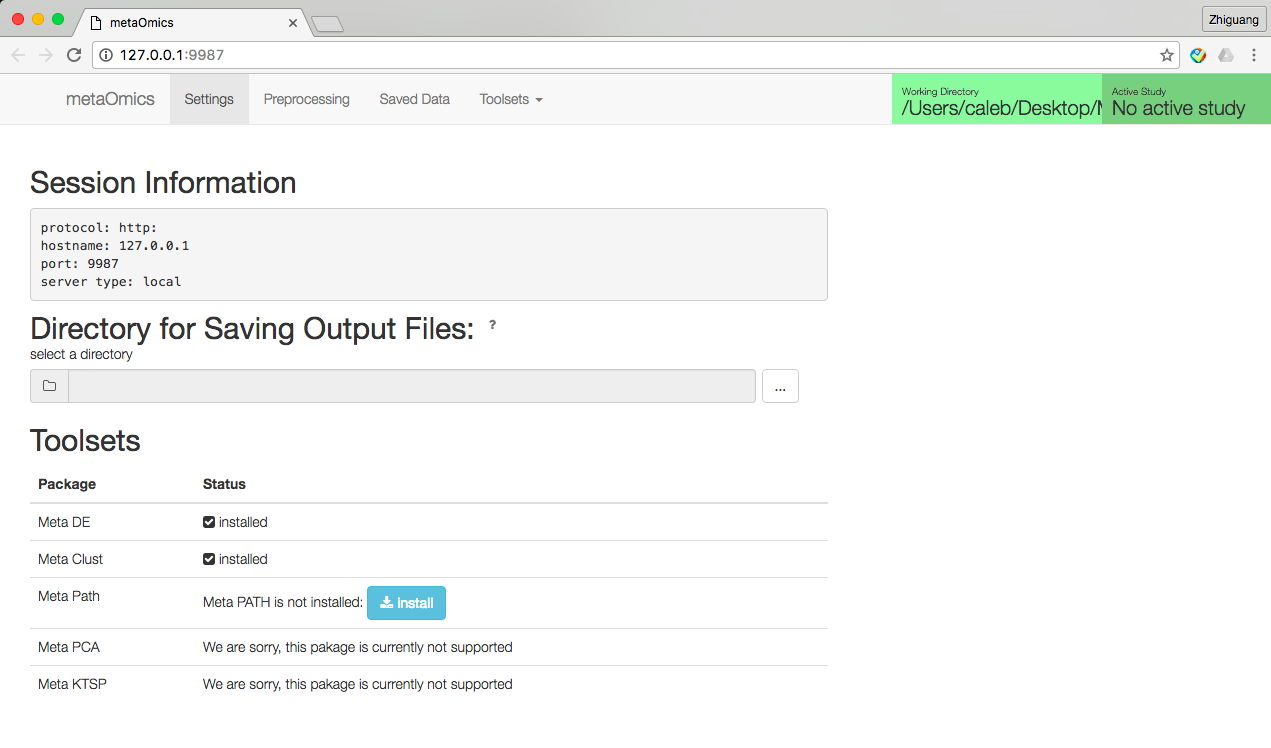 metaOmics
Zhiguang
127.0.0.1:9987
metaOmics Settings Preprocessing Saved Data Toolsets
Working Directory
/Users/caleb/Desktop/
Active Study
No active study
Session Information
protocol: http:
hostname: 127.0.0.1
port: 9987
server type: local
Directory for Saving Output Files: ?
select a directory
...
Toolsets
Package Status
Meta DE installed
Meta Clust installed
Meta Path Meta PATH is not installed: install
Meta PCA We are sorry, this pakage is currently not supported
Meta KTSP We are sorry, this pakage is currently not supported